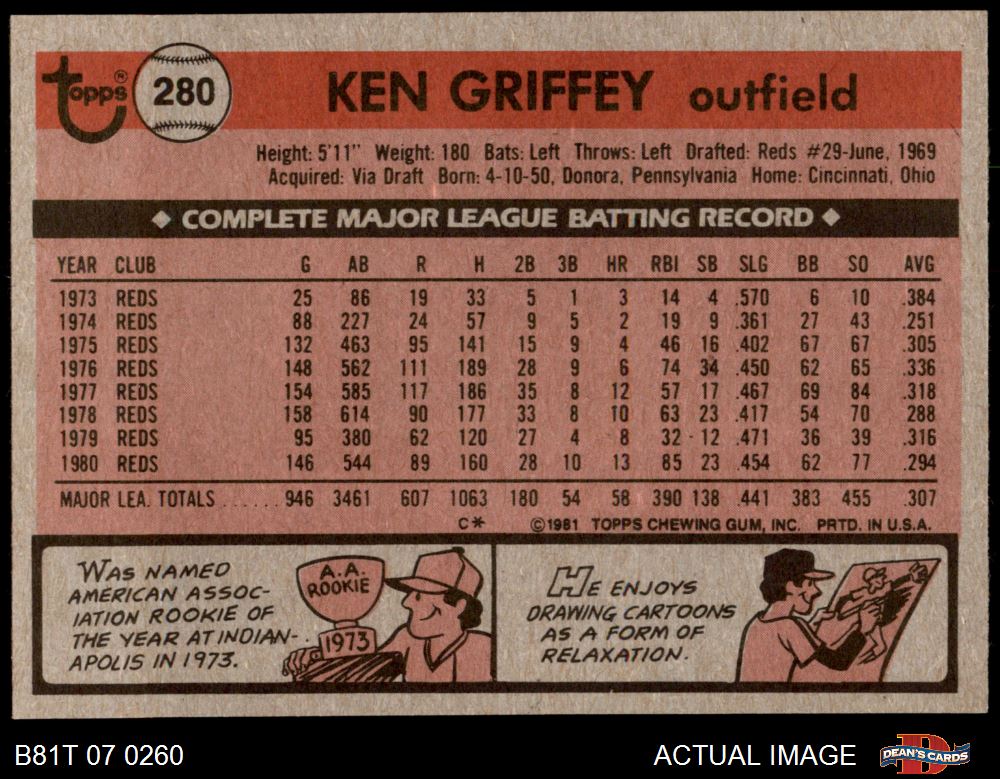 topps® 280 KEN GRIFFEY outfield
Height: 5'11" Weight: 180 Bats: Left Throws: Left Drafted: Reds #29-June, 1969
Acquired: Via Draft Born: 4-10-50, Donora, Pennsylvania Home: Cincinnati, Ohio
◆ COMPLETE MAJOR LEAGUE BATTING RECORD ◆
YEAR CLUB G AB R H 2B 3B HR RBI SB SLG BB SO AVG
1973 REDS 25 86 19 33 5 1 3 14 4 .570 6 10 .384
1974 REDS 88 227 24 57 9 5 2 19 9 .361 27 43 .251
1975 REDS 132 463 95 141 15 9 4 46 16 .402 67 67 .305
1976 REDS 148 562 111 189 28 9 6 74 34 .450 62 65 .336
1977 REDS 154 585 117 186 35 8 12 57 17 .467 69 84 .318
1978 REDS 158 614 90 177 33 8 10 63 23 .417 54 70 .288
1979 REDS 95 380 62 120 27 4 8 32 12 .471 36 39 .316
1980 REDS 146 544 89 160 28 10 13 85 23 .454 62 77 .294
MAJOR LEA. TOTALS ...... 946 3461 607 1063 180 54 58 390 138 .441 383 455 .307
C* ©1981 TOPPS CHEWING GUM, INC. PRTD. IN U.S.A.
WAS NAMED
AMERICAN ASSOC-
IATION ROOKIE OF
THE YEAR AT INDIAN-
APOLIS IN 1973.
A.A.
ROOKIE
1973
HE ENJOYS
DRAWING CARTOONS
AS A FORM OF
RELAXATION.
B81T 07 0260 ACTUAL IMAGE DEAN'S CARDS